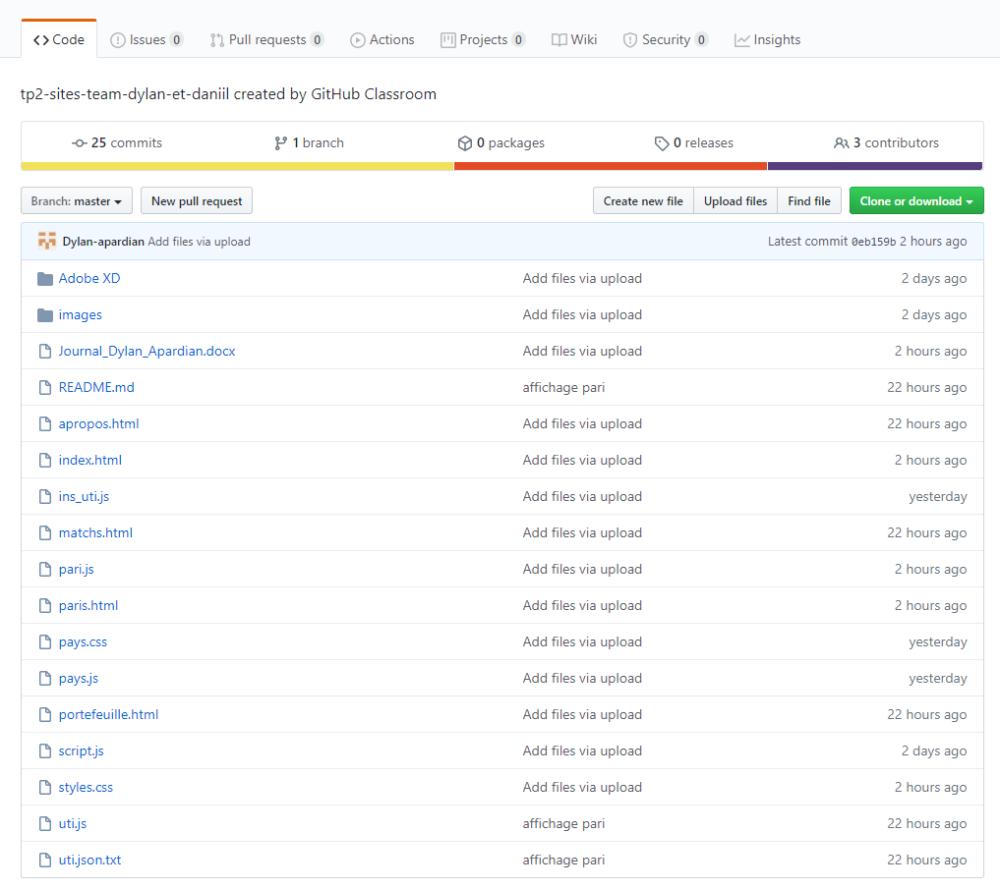 Code Issues 0 Pull requests 0 Actions Projects 0 Wiki Security 0 Insights
tp2-sites-team-dylan-et-daniil created by GitHub Classroom
25 commits 1 branch 0 packages 0 releases 3 contributors
Branch: master New pull request Create new file Upload files Find file Clone or download
Dylan-apardian Add files via upload Latest commit 0eb159b 2 hours ago
Adobe XD Add files via upload 2 days ago
images Add files via upload 2 days ago
Journal_Dylan_Apardian.docx Add files via upload 2 hours ago
README.md affichage pari 22 hours ago
apropos.html Add files via upload 22 hours ago
index.html Add files via upload 2 hours ago
ins_uti.js Add files via upload yesterday
matchs.html Add files via upload 22 hours ago
pari.js Add files via upload 2 hours ago
paris.html Add files via upload 2 hours ago
pays.css Add files via upload yesterday
pays.js Add files via upload yesterday
portefeuille.html Add files via upload 22 hours ago
script.js Add files via upload 2 days ago
styles.css Add files via upload 2 hours ago
uti.js affichage pari 22 hours ago
uti.json.txt affichage pari 22 hours ago